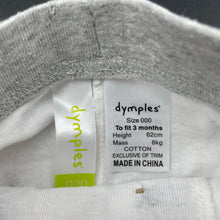 dymples
000
dymples
Size 000
To fit 3 months
Height 62cm
Mass 6kg
COTTON
EXCLUSIVE OF TRIM
MADE IN CHINA